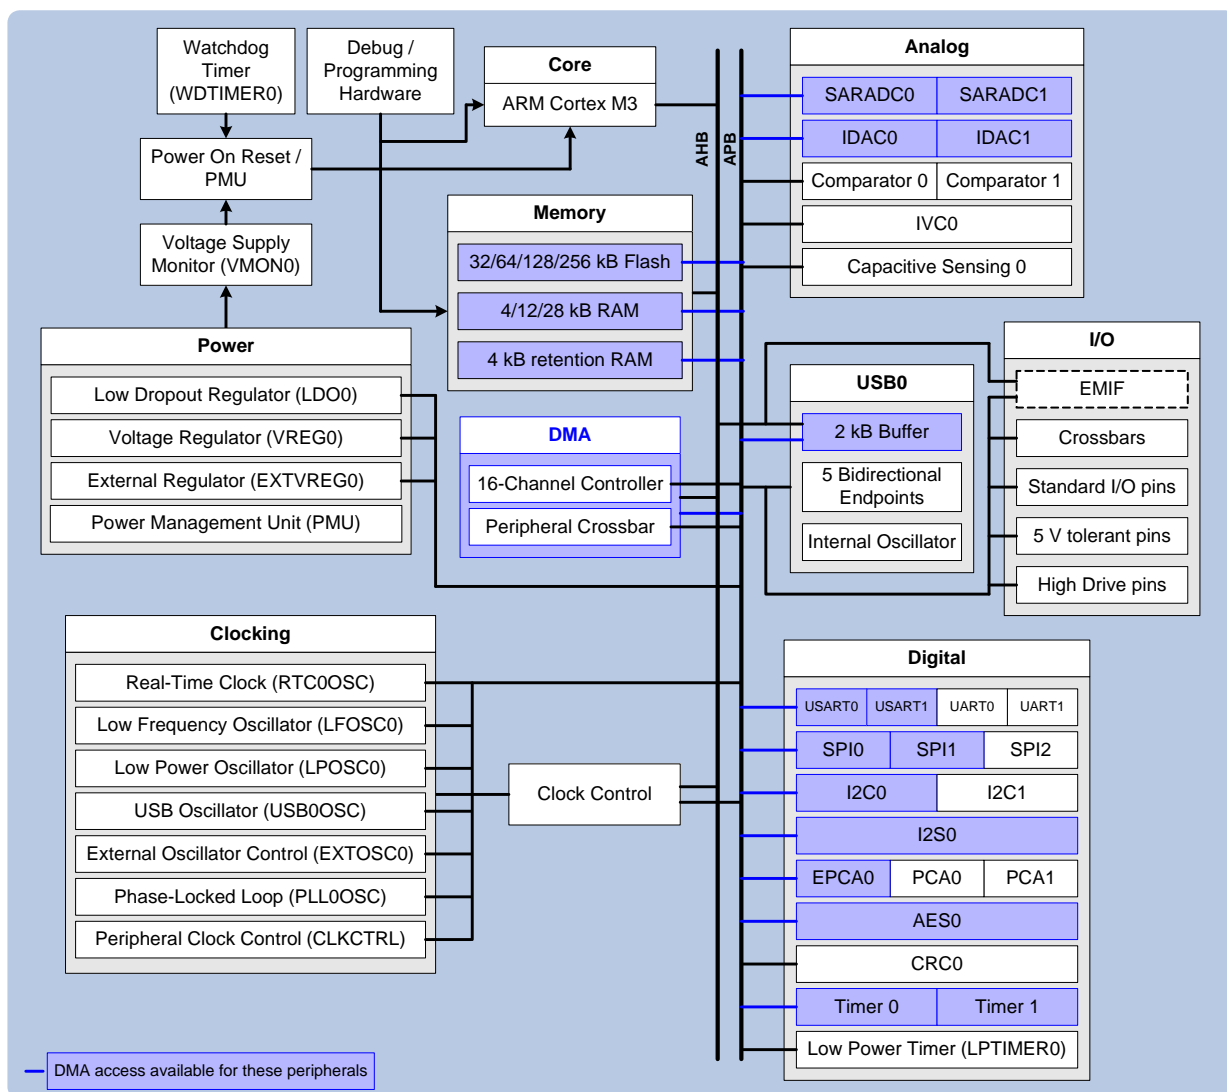 Watchdog
Timer
(WDTIMER0)
Debug /
Programming
Hardware
Core
ARM Cortex M3
Power On Reset /
PMU
Voltage Supply
Monitor (VMON0)
AHB
APB
Analog
SARADC0 SARADC1
IDAC0 IDAC1
Comparator 0 Comparator 1
IVC0
Capacitive Sensing 0
Memory
32/64/128/256 kB Flash
4/12/28 kB RAM
4 kB retention RAM
Power
Low Dropout Regulator (LDO0)
Voltage Regulator (VREG0)
External Regulator (EXTVREG0)
Power Management Unit (PMU)
DMA
16-Channel Controller
Peripheral Crossbar
USB0
2 kB Buffer
5 Bidirectional
Endpoints
Internal Oscillator
I/O
EMIF
Crossbars
Standard I/O pins
5 V tolerant pins
High Drive pins
Clocking
Real-Time Clock (RTC0OSC)
Low Frequency Oscillator (LFOSC0)
Low Power Oscillator (LPOSC0)
USB Oscillator (USB0OSC)
External Oscillator Control (EXTOSC0)
Phase-Locked Loop (PLL0OSC)
Peripheral Clock Control (CLKCTRL)
Clock Control
Digital
USART0 USART1 UART0 UART1
SPI0 SPI1 SPI2
I2C0 I2C1
I2S0
EPCA0 PCA0 PCA1
AES0
CRC0
Timer 0 Timer 1
Low Power Timer (LPTIMER0)
DMA access available for these peripherals